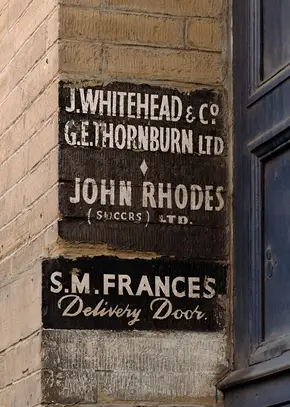 J.WHITEHEAD & Cº
G.E.THORNBURN LTD
JOHN RHODES
(SUCCRS) LTD.
S.M.FRANCES
Delivery Door.